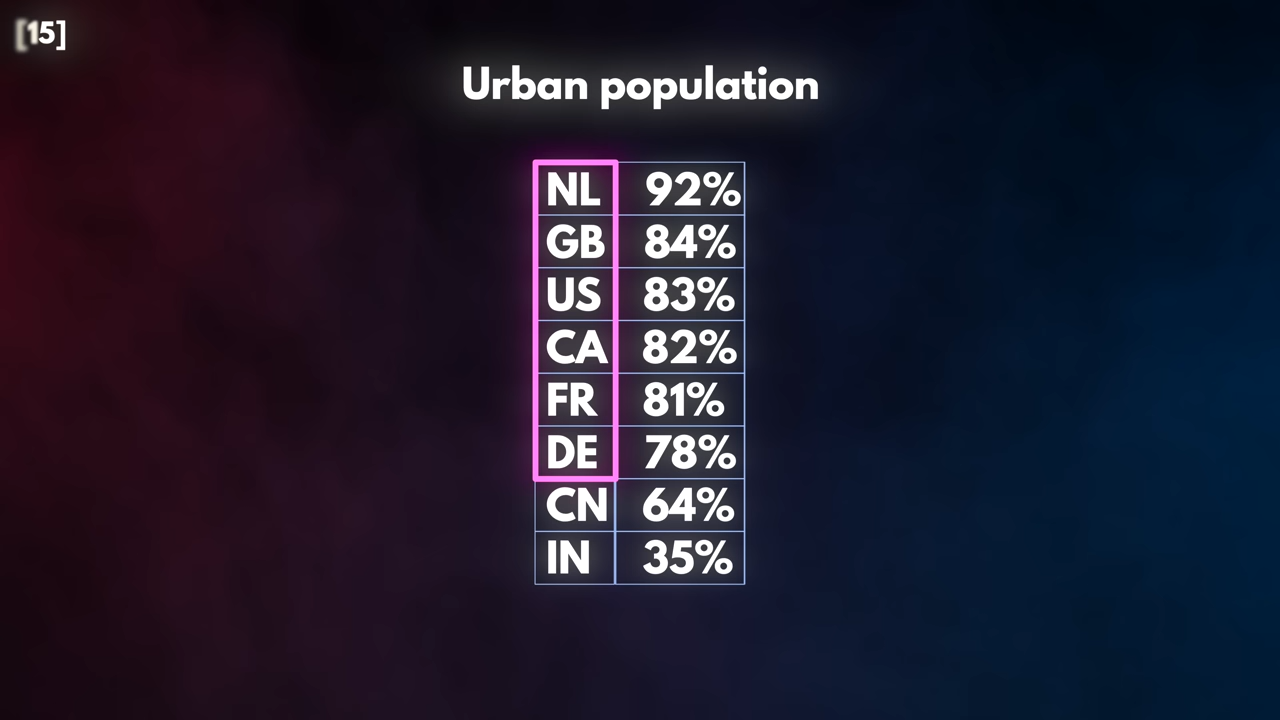 [15]
Urban population
NL 92%
GB 84%
US 83%
CA 82%
FR 81%
DE 78%
CN 64%
IN 35%